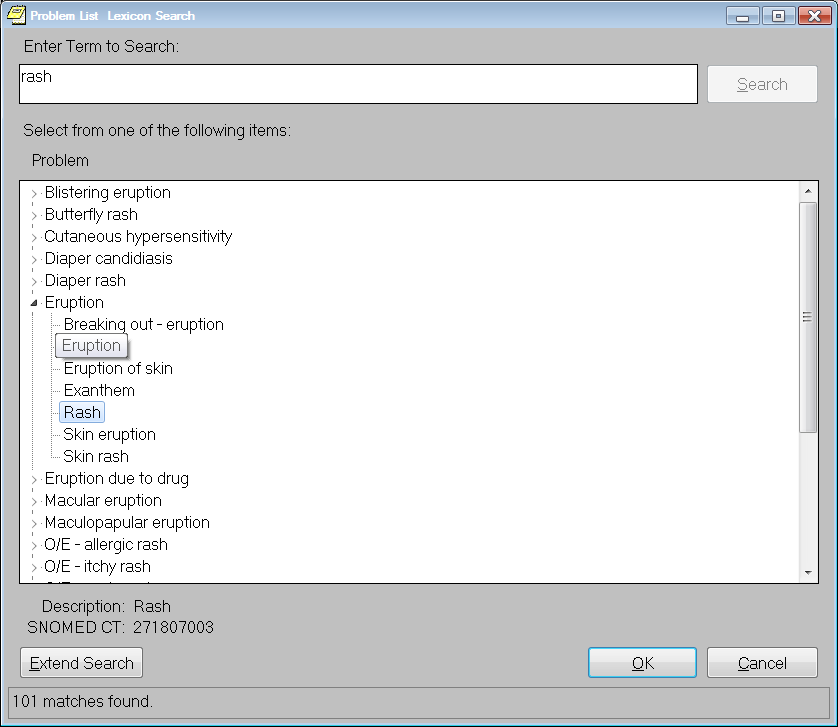 Problem List Lexicon Search
Enter Term to Search:
rash
Search
Select from one of the following items:
Problem
Blistering eruption
Butterfly rash
Cutaneous hypersensitivity
Diaper candidiasis
Diaper rash
Eruption
Breaking out - eruption
Eruption
Eruption of skin
Exanthem
Rash
Skin eruption
Skin rash
Eruption due to drug
Macular eruption
Maculopapular eruption
O/E - allergic rash
O/E - itchy rash
Description: Rash
SNOMED CT: 271807003
Extend Search
OK
Cancel
101 matches found.